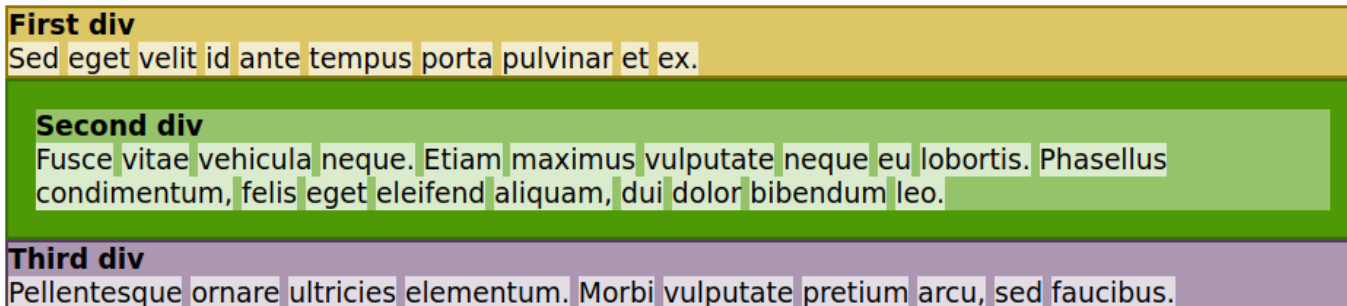 First div
Sed eget velit id ante tempus porta pulvinar et ex.
Second div
Fusce vitae vehicula neque. Etiam maximus vulputate neque eu lobortis. Phasellus
condimentum, felis eget eleifend aliquam, dui dolor bibendum leo.
Third div
Pellentesque ornare ultricies elementum. Morbi vulputate pretium arcu, sed faucibus.